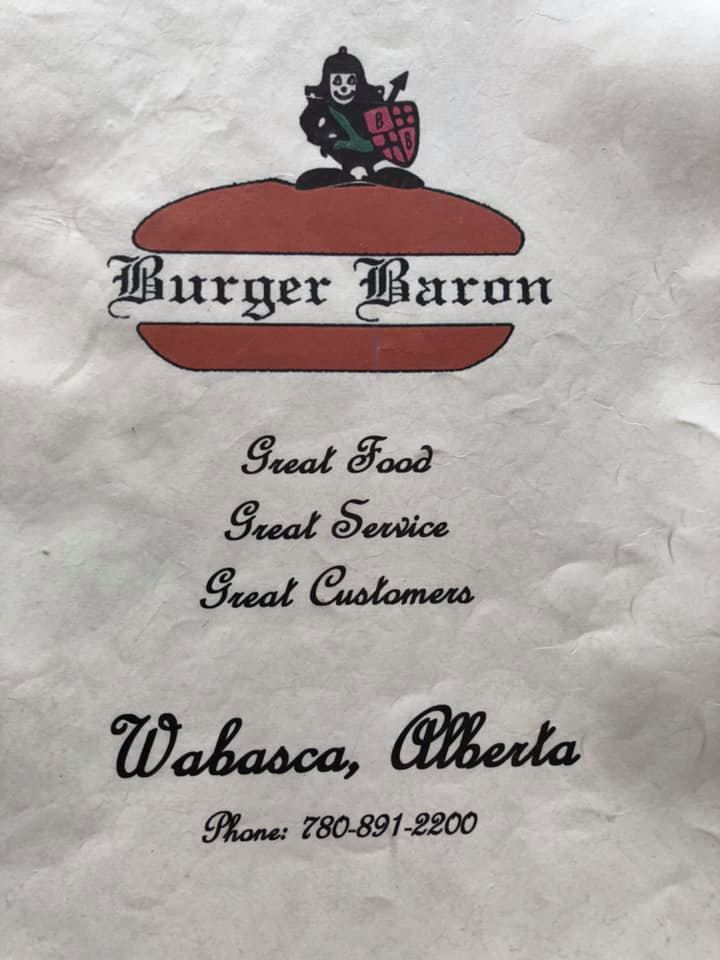 B
B
Burger Baron
Great Food
Great Service
Great Customers
Wabasca, Alberta
Phone: 780-891-2200